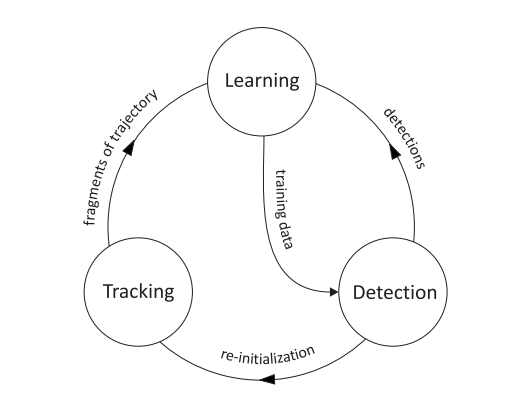 Learning
fragments of trajectory
detections
training data
Tracking
Detection
re-initialization